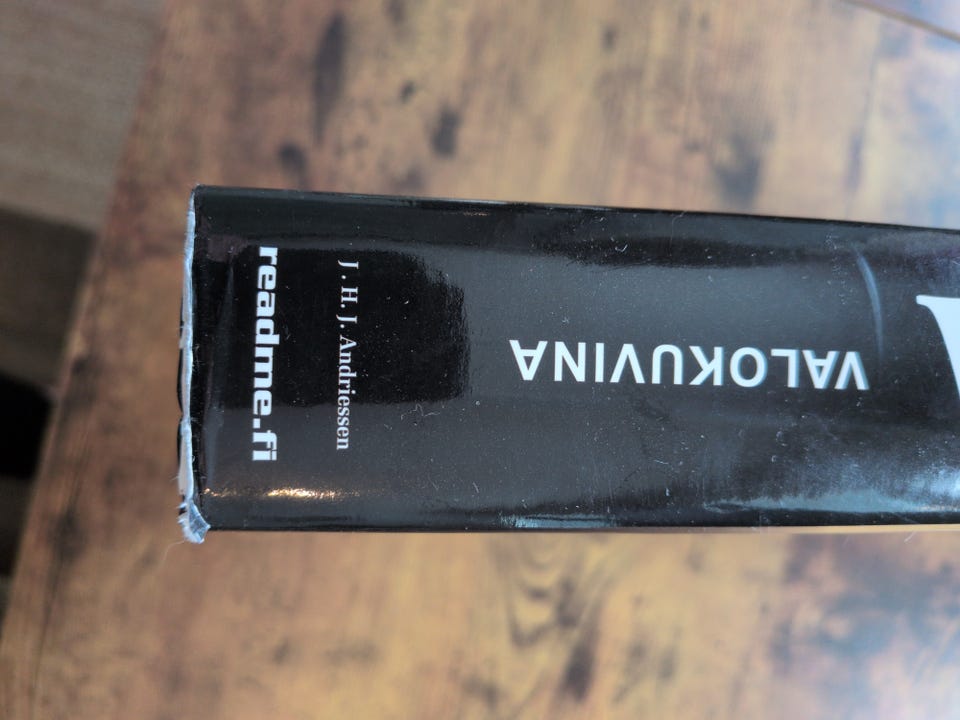 VALOKUVINA
J. H. J. Andriessen
readme.fi